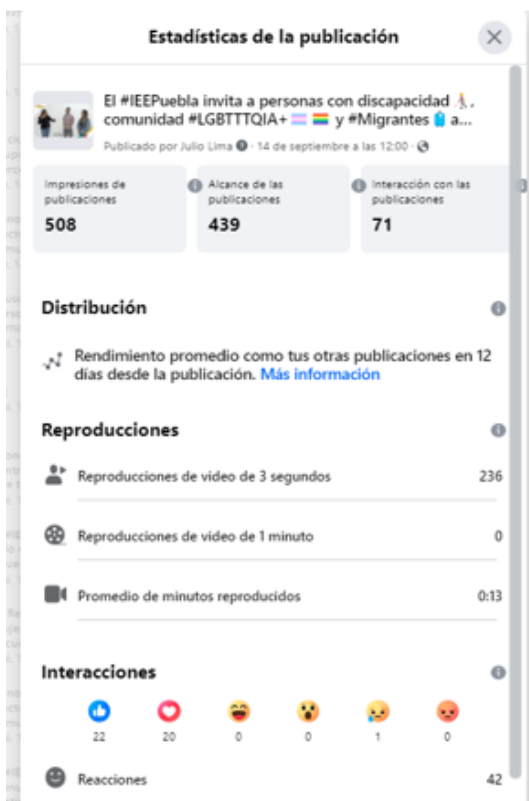 Estadísticas de la publicación
El #IEEPuebla invita a personas con discapacidad 👩‍🦯,
comunidad #LGBTTTQIA+ 🏳️‍⚧️ 🏳️‍🌈 y #Migrantes 🧳 a...
Publicado por Julio Lima · 14 de septiembre a las 12:00 ·
Impresiones de
publicaciones
508
Alcance de las
publicaciones
439
Interacción con las
publicaciones
71
Distribución
Rendimiento promedio como tus otras publicaciones en 12
días desde la publicación. Más información
Reproducciones
Reproducciones de video de 3 segundos 236
Reproducciones de video de 1 minuto 0
Promedio de minutos reproducidos 0:13
Interacciones
22 20 0 0 1 0
Reacciones 42